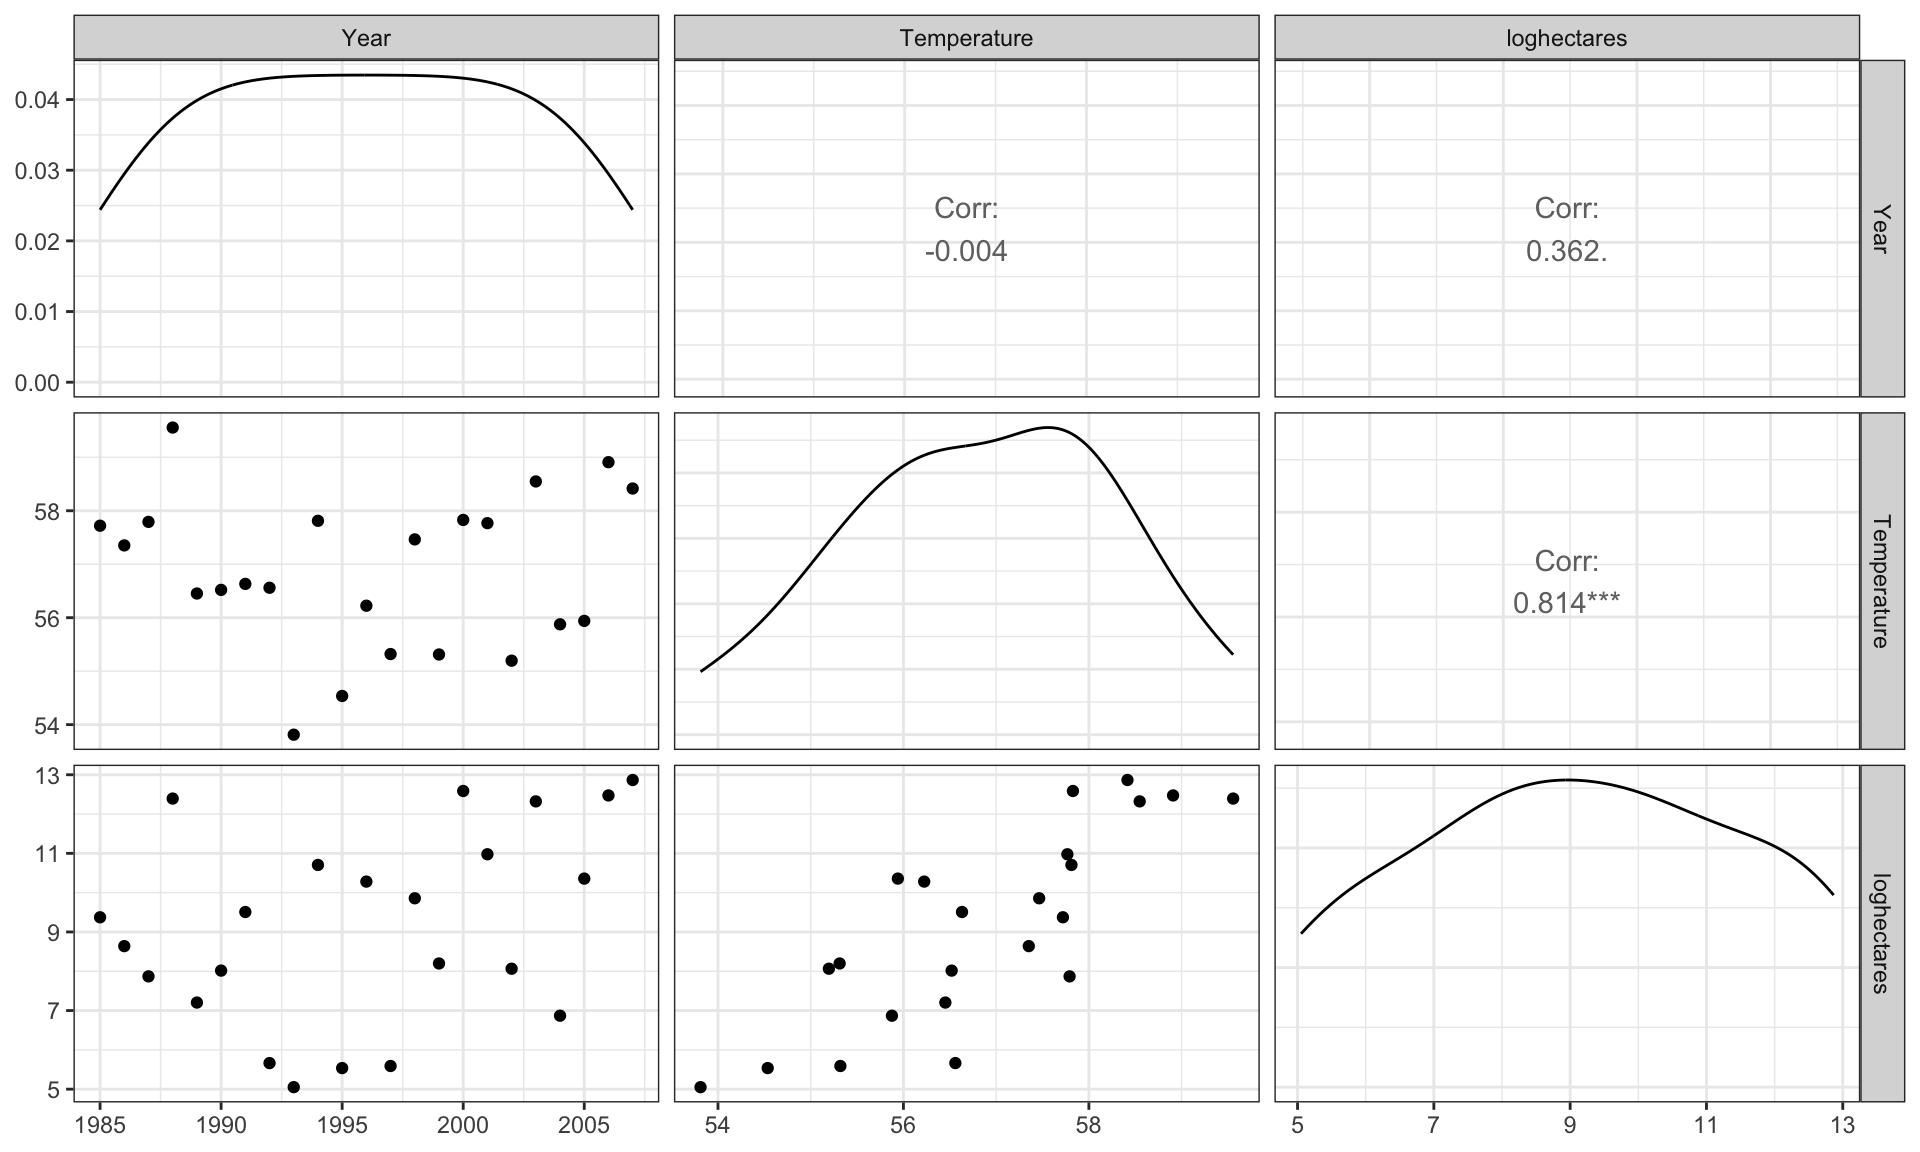 Year
Temperature
loghectares
0.04
0.03
0.02
0.01
0.00
Corr:
-0.004
Corr:
0.362.
Year
58
56
54
Corr:
0.814***
Temperature
13
11
9
7
5
loghectares
1985 1990 1995 2000 2005
54 56 58
5 7 9 11 13